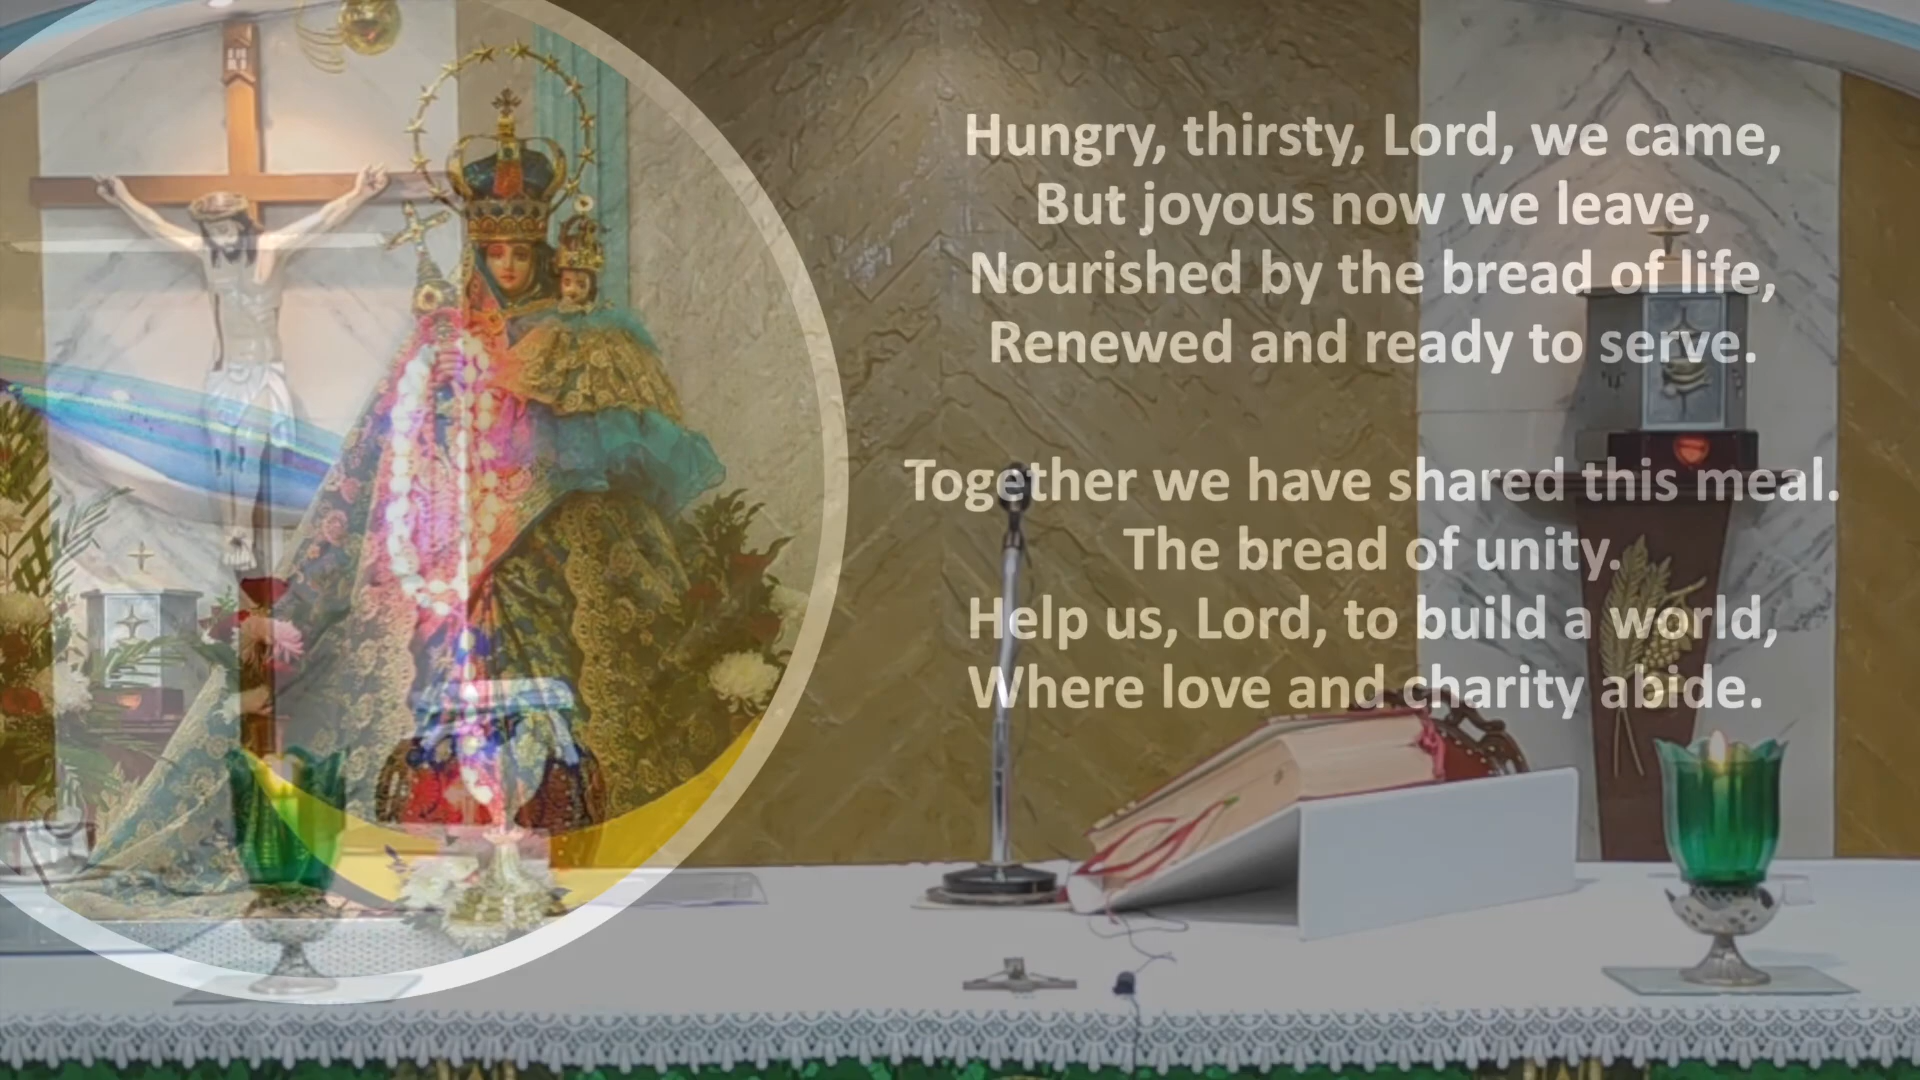 Hungry, thirsty, Lord, we came,
But joyous now we leave,
Nourished by the bread of life,
Renewed and ready to serve.
Together we have shared this meal.
The bread of unity.
Help us, Lord, to build a world,
Where love and charity abide.